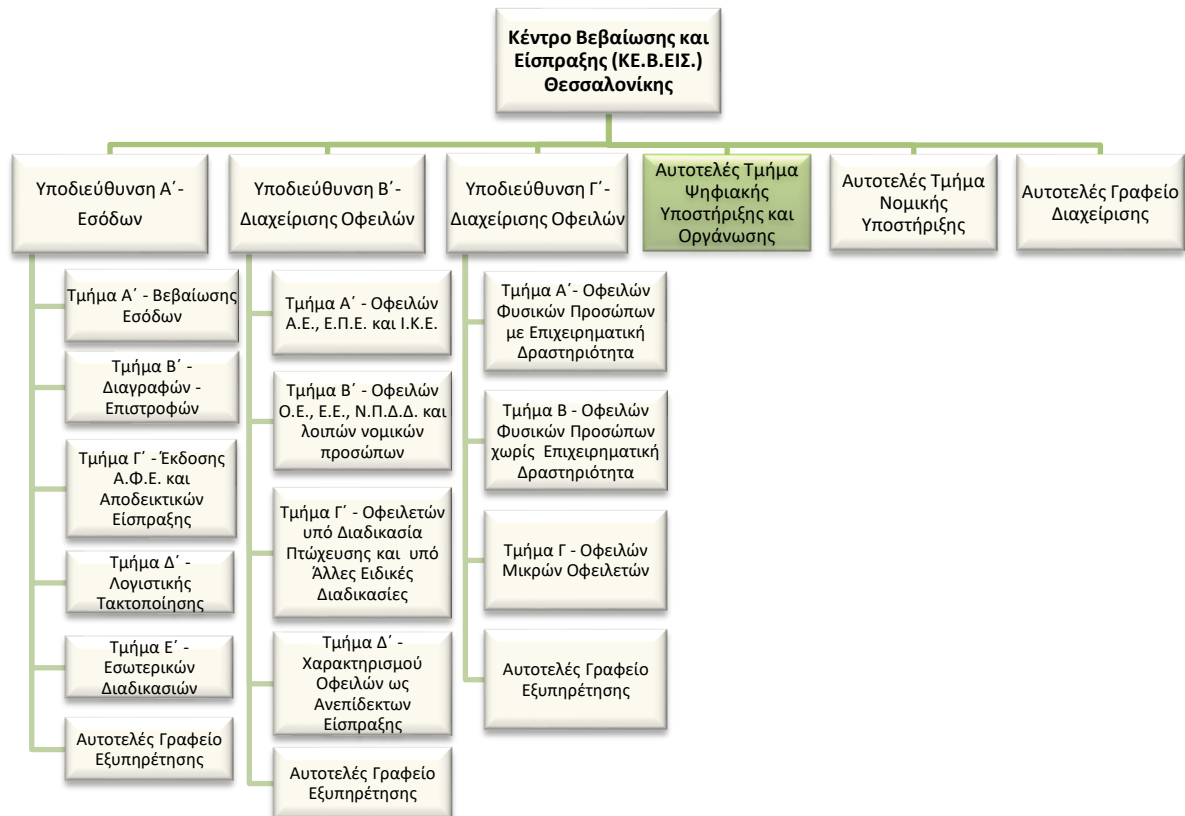 Κέντρο Βεβαίωσης και
Είσπραξης (ΚΕ.Β.ΕΙΣ.)
Θεσσαλονίκης
Υποδιεύθυνση Α΄-
Εσόδων
Τμήμα Α΄ - Βεβαίωσης
Εσόδων
Τμήμα Β΄ -
Διαγραφών -
Επιστροφών
Τμήμα Γ΄ - Έκδοσης
Α.Φ.Ε. και
Αποδεικτικών
Είσπραξης
Τμήμα Δ΄ -
Λογιστικής
Τακτοποίησης
Τμήμα Ε΄ -
Εσωτερικών
Διαδικασιών
Αυτοτελές Γραφείο
Εξυπηρέτησης
Υποδιεύθυνση Β΄-
Διαχείρισης Οφειλών
Τμήμα Α΄ - Οφειλών
Α.Ε., Ε.Π.Ε. και Ι.Κ.Ε.
Τμήμα Β΄ - Οφειλών
Ο.Ε., Ε.Ε., Ν.Π.Δ.Δ. και
λοιπών νομικών
προσώπων
Τμήμα Γ΄ - Οφειλετών
υπό Διαδικασία
Πτώχευσης και υπό
Άλλες Ειδικές
Διαδικασίες
Τμήμα Δ΄ -
Χαρακτηρισμού
Οφειλών ως
Ανεπίδεκτων
Είσπραξης
Αυτοτελές Γραφείο
Εξυπηρέτησης
Υποδιεύθυνση Γ΄-
Διαχείρισης Οφειλών
Τμήμα Α΄- Οφειλών
Φυσικών Προσώπων
με Επιχειρηματική
Δραστηριότητα
Τμήμα Β - Οφειλών
Φυσικών Προσώπων
χωρίς Επιχειρηματική
Δραστηριότητα
Τμήμα Γ - Οφειλών
Μικρών Οφειλετών
Αυτοτελές Γραφείο
Εξυπηρέτησης
Αυτοτελές Τμήμα
Ψηφιακής
Υποστήριξης και
Οργάνωσης
Αυτοτελές Τμήμα
Νομικής
Υποστήριξης
Αυτοτελές Γραφείο
Διαχείρισης